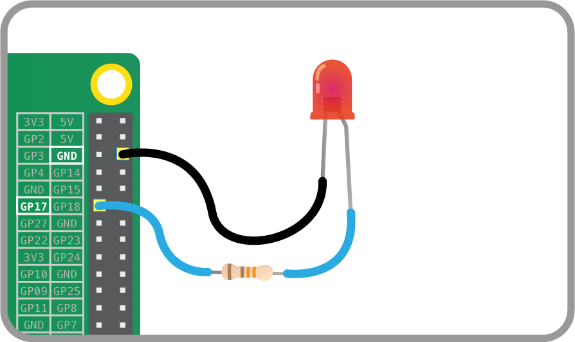 3V3 5V
GP2 5V
GP3 GND
GP4 GP14
GND GP15
GP17 GP18
GP27 GND
GP22 GP23
3V3 GP24
GP10 GND
GP09 GP25
GP11 GP8
GND GP7